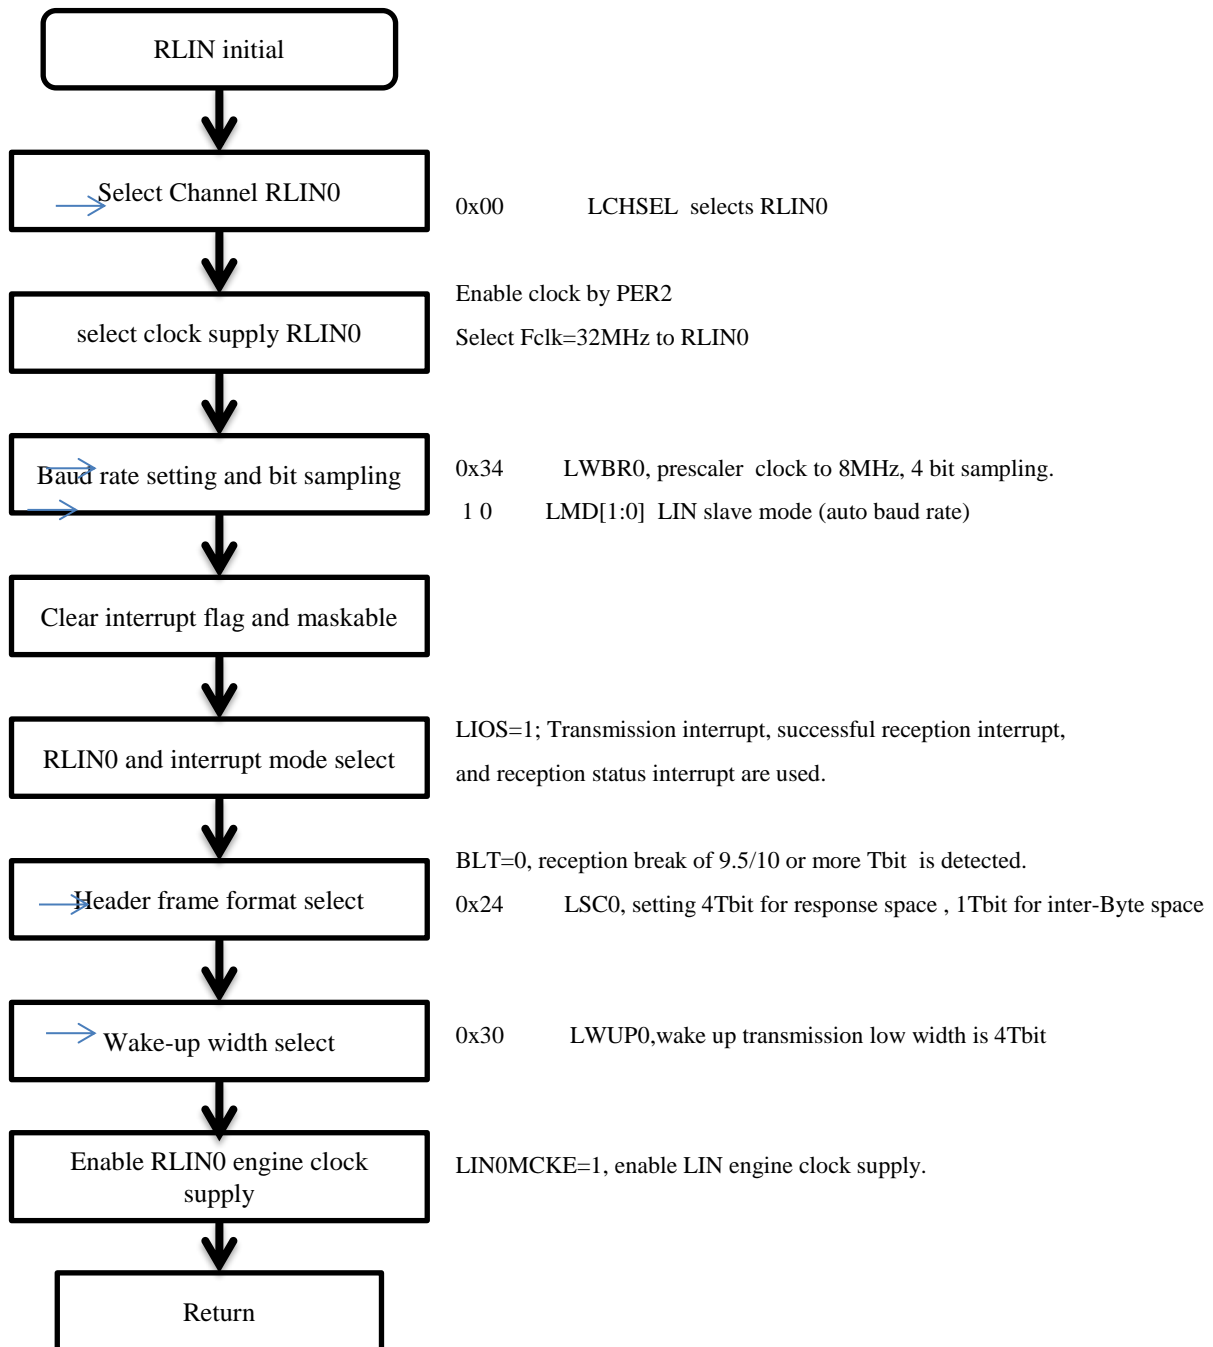 RLIN initial
Select Channel RLIN0
0x00 LCHSEL selects RLIN0
Enable clock by PER2
select clock supply RLIN0
Select Fclk=32MHz to RLIN0
Baud rate setting and bit sampling
0x34 LWBR0, prescaler clock to 8MHz, 4 bit sampling.
1 0 LMD[1:0] LIN slave mode (auto baud rate)
Clear interrupt flag and maskable
RLIN0 and interrupt mode select
LIOS=1; Transmission interrupt, successful reception interrupt,
and reception status interrupt are used.
BLT=0, reception break of 9.5/10 or more Tbit is detected.
Header frame format select
0x24 LSC0, setting 4Tbit for response space , 1Tbit for inter-Byte space
Wake-up width select
0x30 LWUP0,wake up transmission low width is 4Tbit
Enable RLIN0 engine clock
supply
LIN0MCKE=1, enable LIN engine clock supply.
Return